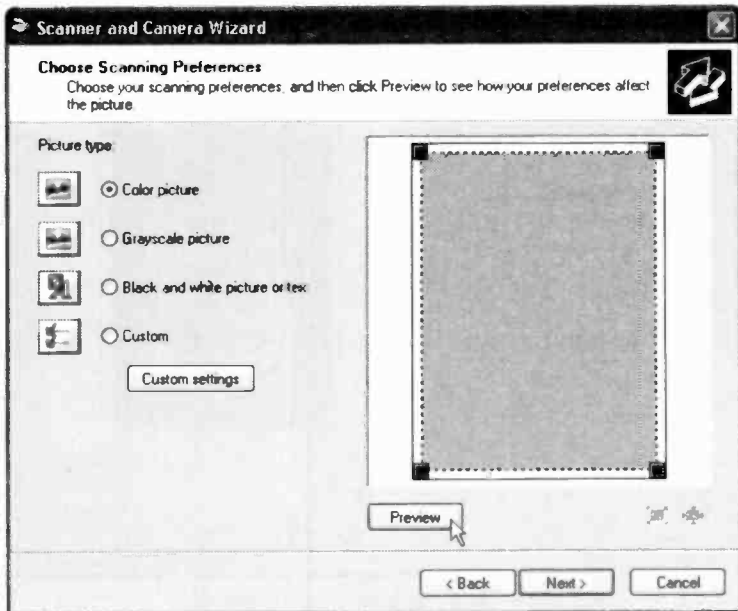 Scanner and Camera Wizard
Choose Scanning Preferences
Choose your scanning preferences, and then click Preview to see how your preferences affect
the picture.
Picture type:
Color picture
Grayscale picture
Black and white picture or tex
Custom
Custom settings
Preview
< Back
Next >
Cancel